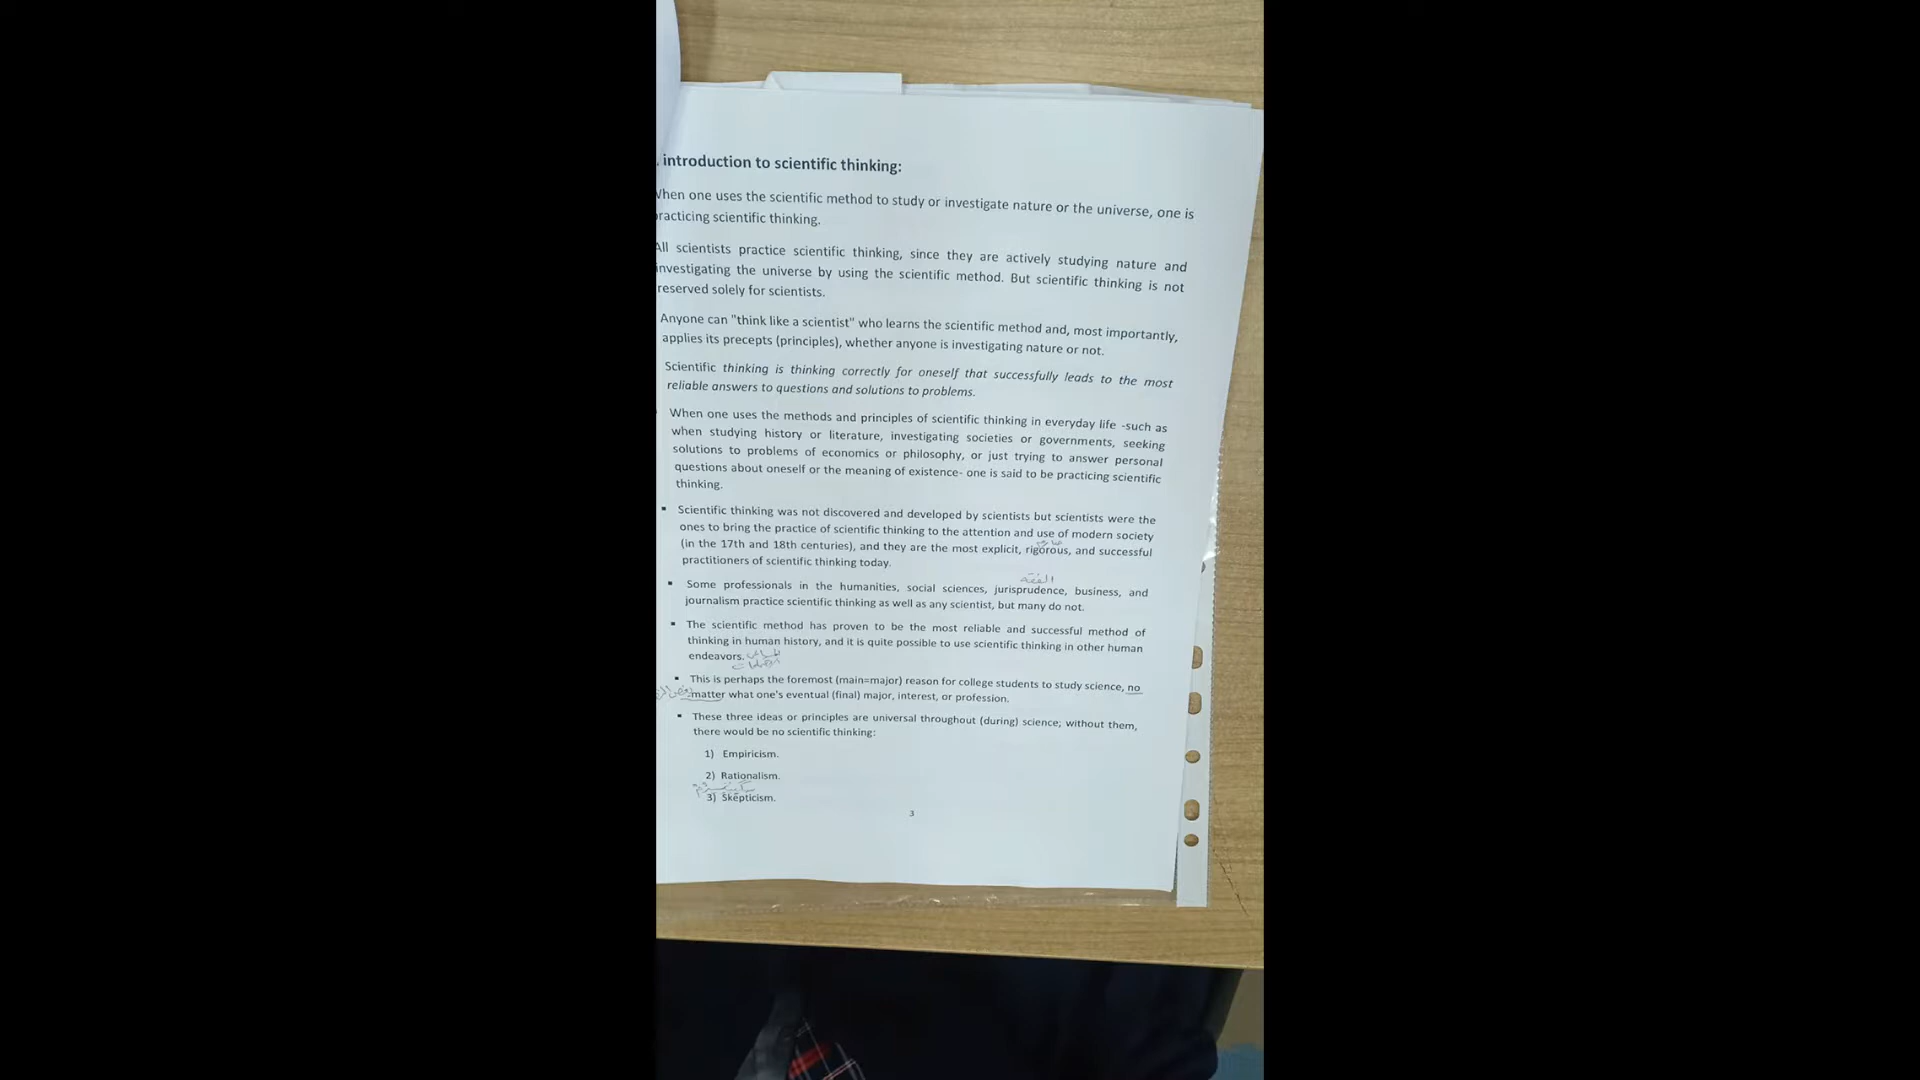 introduction to scientific thinking:
When one uses the scientific method to study or investigate nature or the universe, one is
practicing scientific thinking.
All scientists practice scientific thinking, since they are actively studying nature and
investigating the universe by using the scientific method. But scientific thinking is not
reserved solely for scientists.
Anyone can "think like a scientist" who learns the scientific method and, most importantly,
applies its precepts (principles), whether anyone is investigating nature or not.
Scientific thinking is thinking correctly for oneself that successfully leads to the most
reliable answers to questions and solutions to problems.
When one uses the methods and principles of scientific thinking in everyday life -such as
when studying history or literature, investigating societies or governments, seeking
solutions to problems of economics or philosophy, or just trying to answer personal
questions about oneself or the meaning of existence- one is said to be practicing scientific
thinking.
▪ Scientific thinking was not discovered and developed by scientists but scientists were the
ones to bring the practice of scientific thinking to the attention and use of modern society
(in the 17th and 18th centuries), and they are the most explicit, rigorous, and successful
practitioners of scientific thinking today.
الفقه
▪ Some professionals in the humanities, social sciences, jurisprudence, business, and
journalism practice scientific thinking as well as any scientist, but many do not.
▪ The scientific method has proven to be the most reliable and successful method of
thinking in human history, and it is quite possible to use scientific thinking in other human
endeavors.
▪ This is perhaps the foremost (main=major) reason for college students to study science, no
matter what one's eventual (final) major, interest, or profession.
▪ These three ideas or principles are universal throughout (during) science; without them,
there would be no scientific thinking:
1) Empiricism.
2) Rationalism.
3) Skepticism.
3